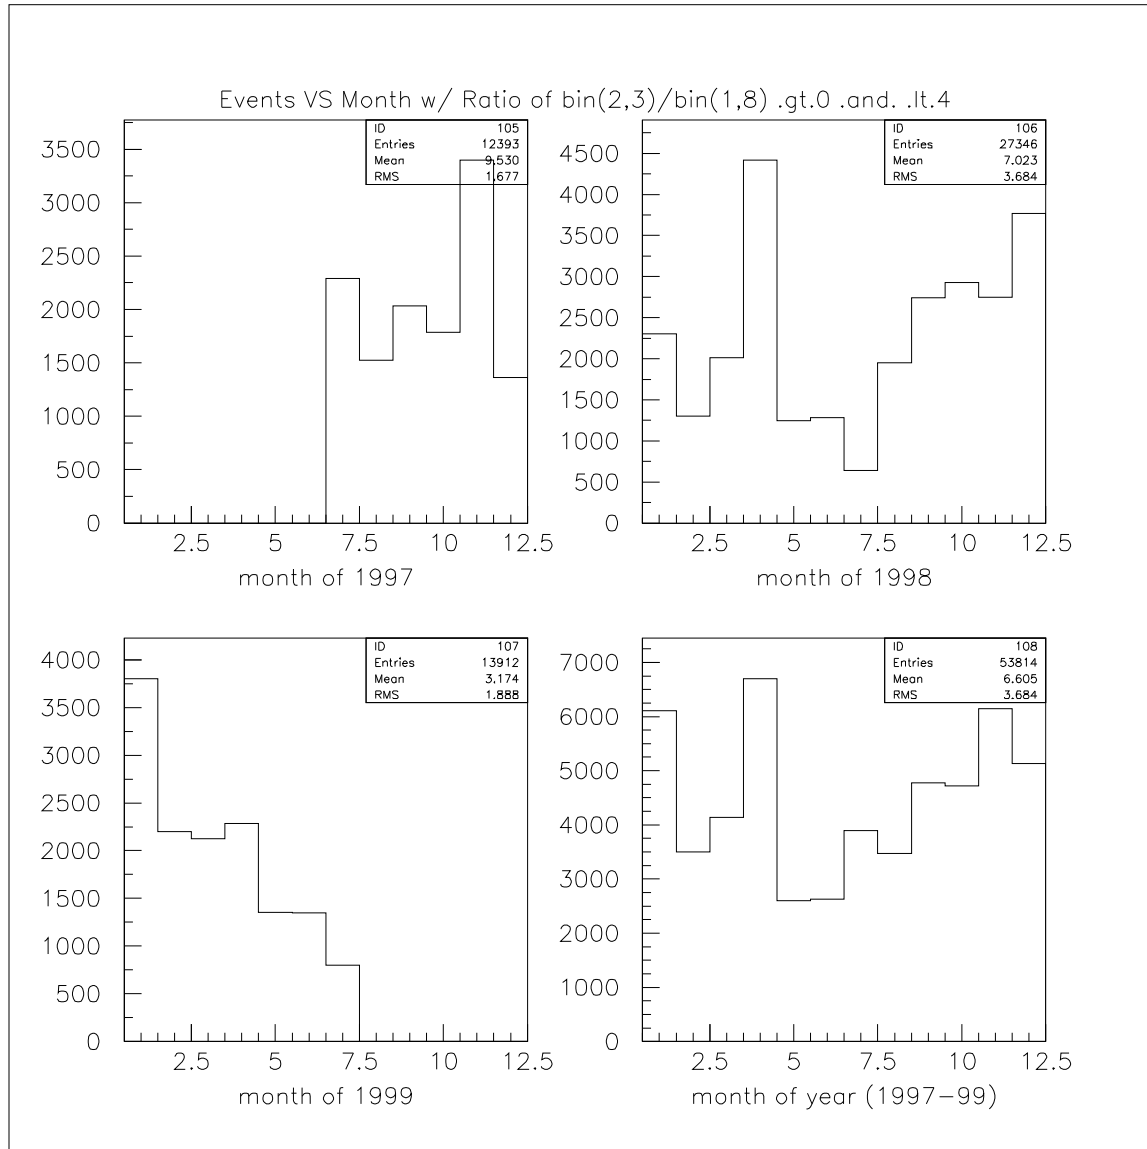 Events VS Month w/ Ratio of bin(2,3)/bin(1,8) .gt.0 .and. .lt.4
ID 105
Entries 12393
Mean 9.530
RMS 1.677
3500
3000
2500
2000
1500
1000
500
0
2.5 5 7.5 10 12.5
month of 1997
ID 106
Entries 27346
Mean 7.023
RMS 3.684
4500
4000
3500
3000
2500
2000
1500
1000
500
0
2.5 5 7.5 10 12.5
month of 1998
ID 107
Entries 13912
Mean 3.174
RMS 1.888
4000
3500
3000
2500
2000
1500
1000
500
0
2.5 5 7.5 10 12.5
month of 1999
ID 108
Entries 53814
Mean 6.605
RMS 3.684
7000
6000
5000
4000
3000
2000
1000
0
2.5 5 7.5 10 12.5
month of year (1997-99)